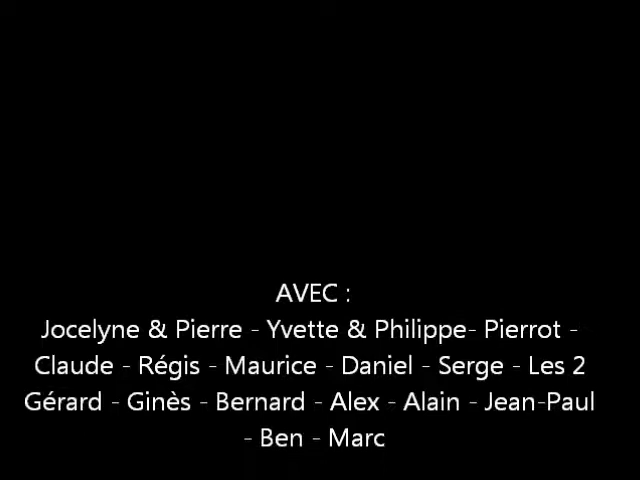 AVEC :
Jocelyne & Pierre - Yvette & Philippe- Pierrot -
Claude - Régis - Maurice - Daniel - Serge - Les 2
Gérard - Ginès - Bernard - Alex - Alain - Jean-Paul
- Ben - Marc